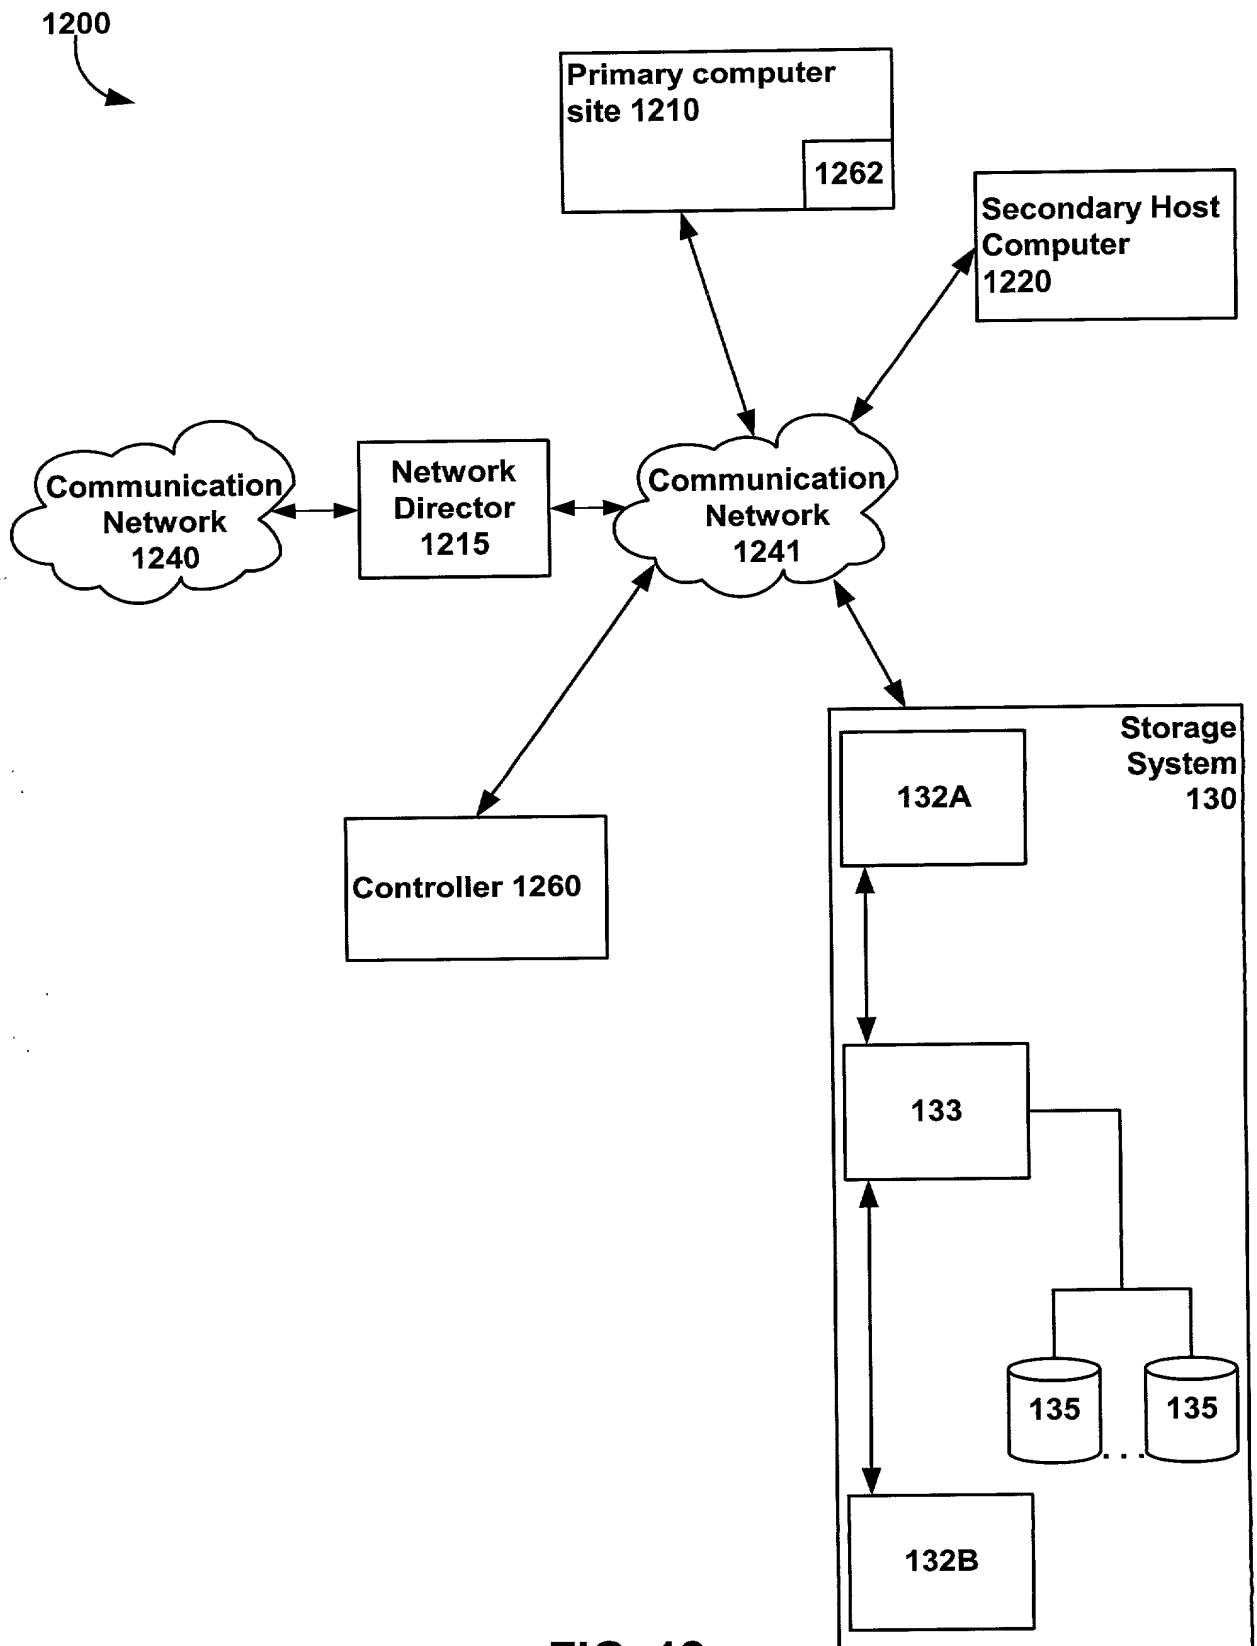 1200
Primary computer
site 1210
1262
Secondary Host
Computer
1220
Communication
Network
1240
Network
Director
1215
Communication
Network
1241
Storage
System
130
132A
Controller 1260
133
135
135
...
132B